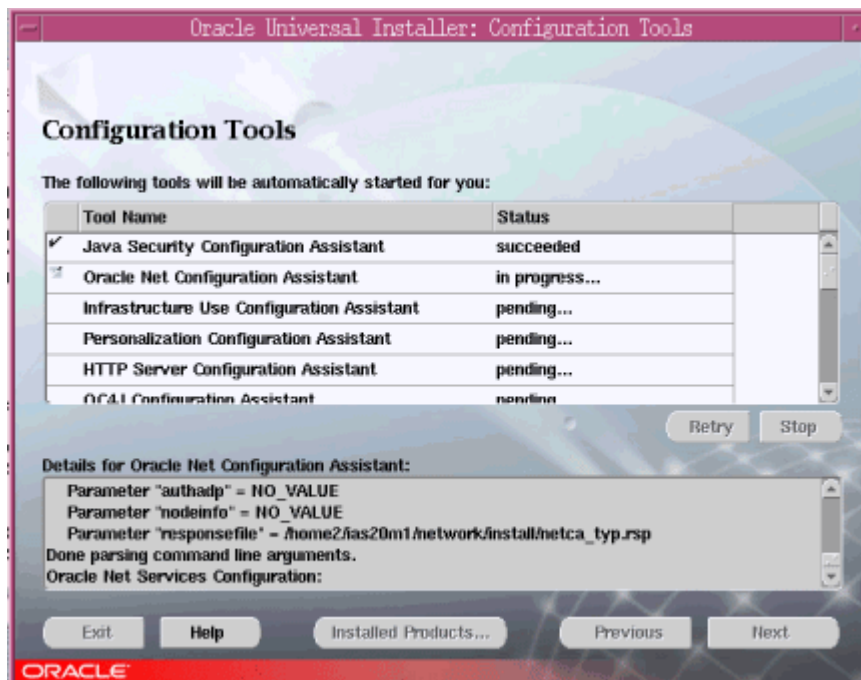 Oracle Universal Installer: Configuration Tools
Configuration Tools
The following tools will be automatically started for you:
Tool Name Status
Java Security Configuration Assistant succeeded
Oracle Net Configuration Assistant in progress...
Infrastructure Use Configuration Assistant pending...
Personalization Configuration Assistant pending...
HTTP Server Configuration Assistant pending...
OC4J Configuration Assistant pending
Retry Stop
Details for Oracle Net Configuration Assistant:
Parameter "authadp" = NO_VALUE
Parameter "nodeinfo" = NO_VALUE
Parameter "responsefile" = /home2/ias20m1/network/install/netca_typ.rsp
Done parsing command line arguments.
Oracle Net Services Configuration:
Exit Help Installed Products... Previous Next
ORACLE